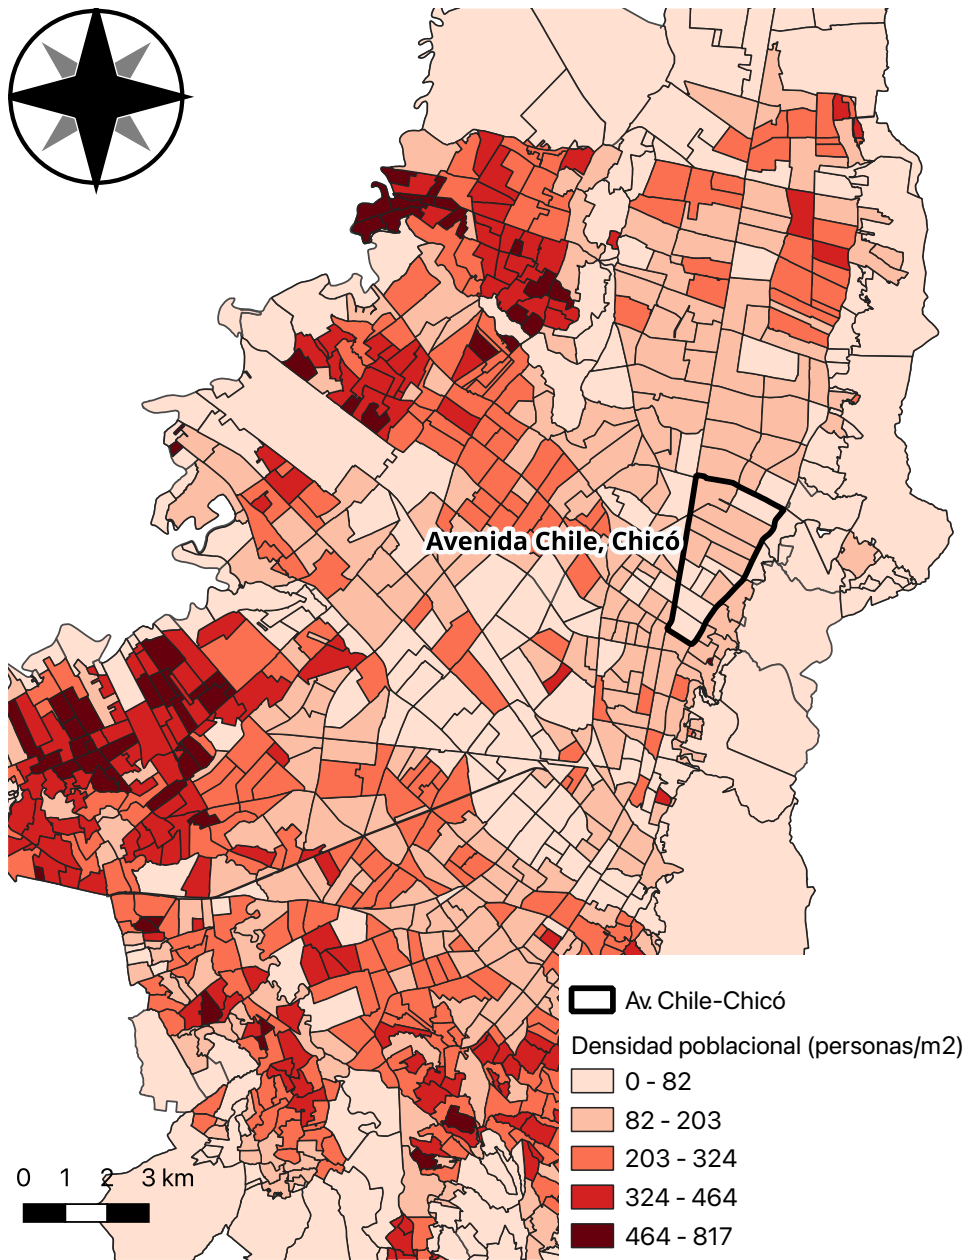 Avenida Chile, Chicó
Av. Chile-Chicó
Densidad poblacional (personas/m2)
0 - 82
82 - 203
203 - 324
324 - 464
464 - 817
0 1 2 3 km